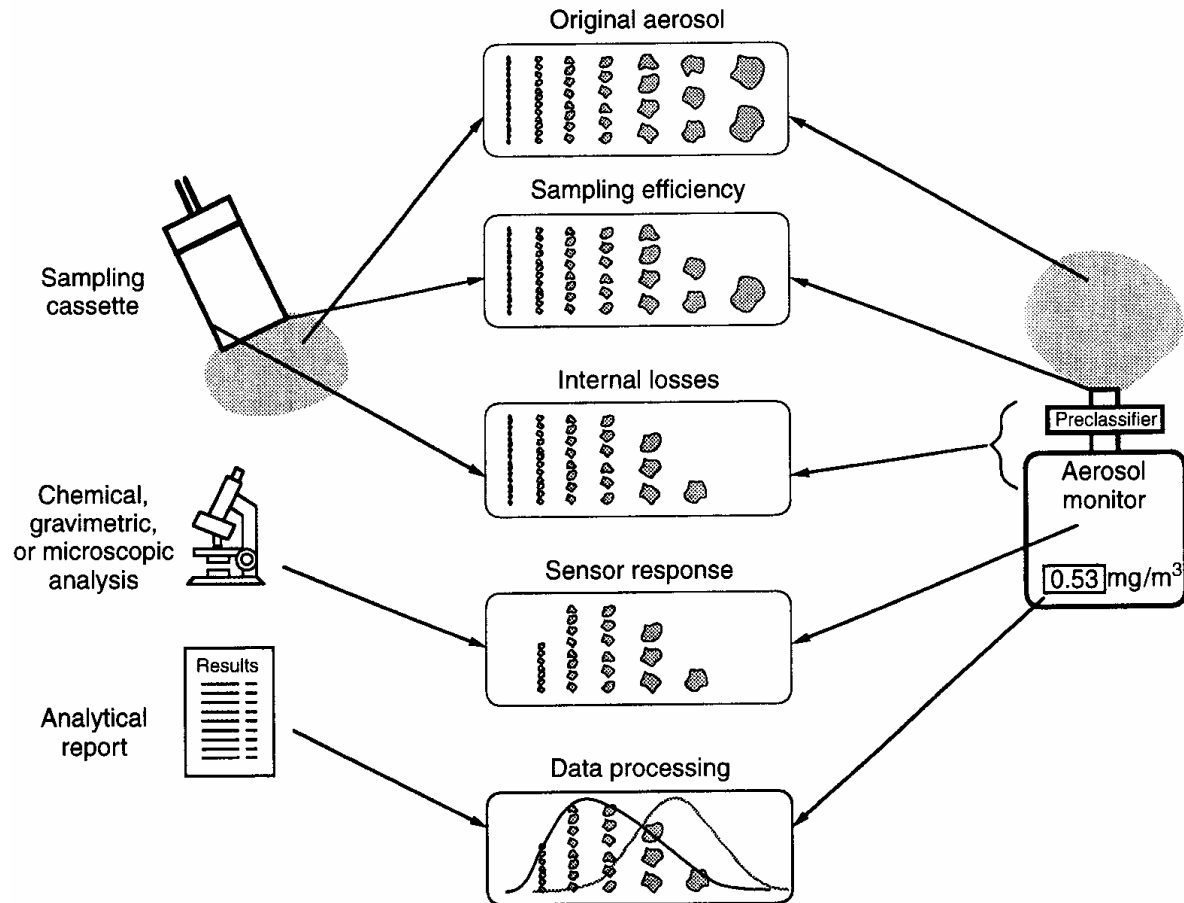 Original aerosol
Sampling efficiency
Sampling
cassette
Internal losses
Preclassifier
Aerosol
monitor
Chemical,
gravimetric,
or microscopic
analysis
Sensor response
0.53 mg/m³
Results
Analytical
report
Data processing